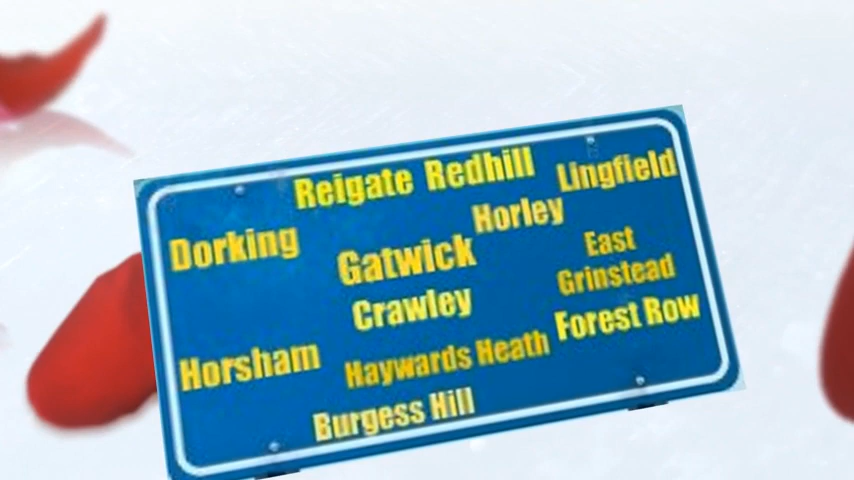 Reigate Redhill
Lingfield
Horley
Dorking
Gatwick
East
Grinstead
Crawley
Forest Row
Horsham
Haywards Heath
Burgess Hill